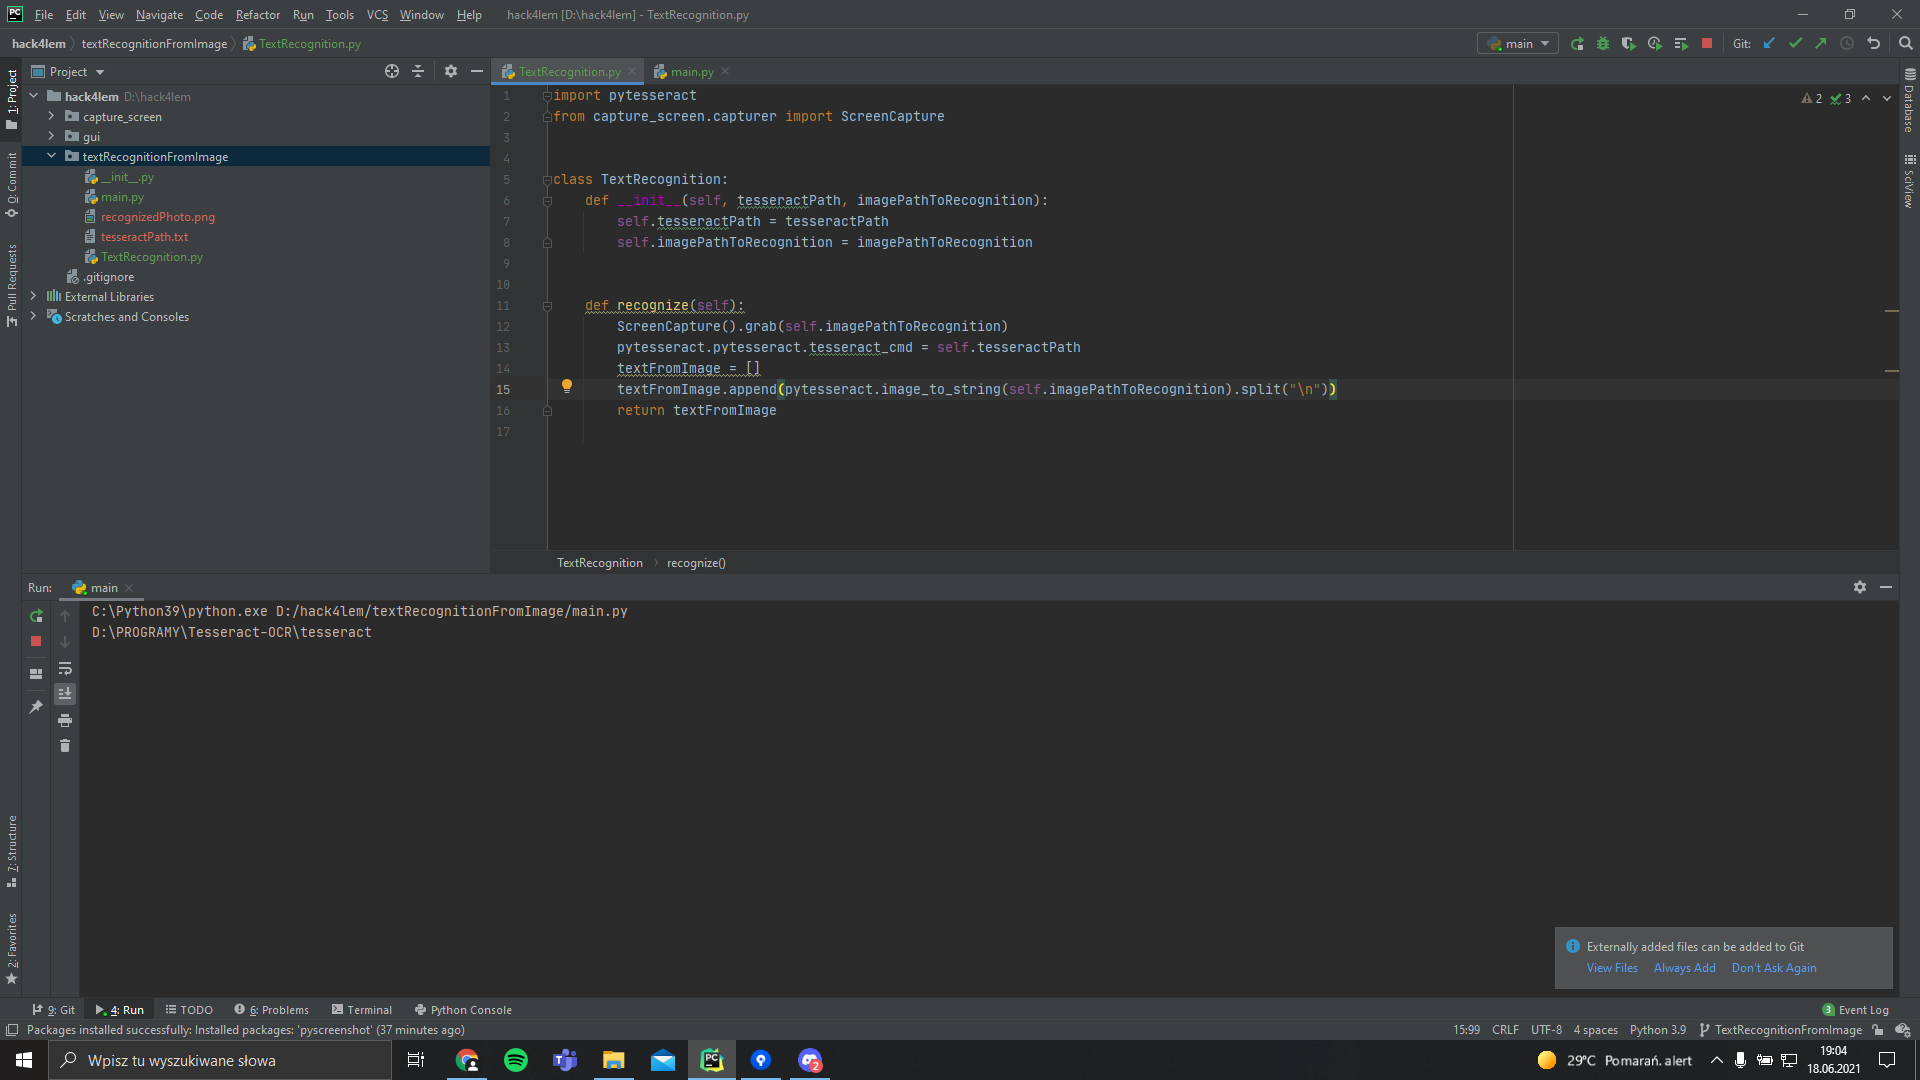 File Edit View Navigate Code Refactor Run Tools VCS Window Help hack4lem [D:\hack4lem] - TextRecognition.py
hack4lem textRecognitionFromImage TextRecognition.py main Git:
Project
TextRecognition.py main.py
1: Project
0: Commit
Pull Requests
7: Structure
2: Favorites
hack4lem D:\hack4lem
capture_screen
gui
textRecognitionFromImage
__init__.py
main.py
recognizedPhoto.png
tesseractPath.txt
TextRecognition.py
.gitignore
External Libraries
Scratches and Consoles
1 import pytesseract
2 from capture_screen.capturer import ScreenCapture
3
4
5 class TextRecognition:
6 def __init__(self, tesseractPath, imagePathToRecognition):
7 self.tesseractPath = tesseractPath
8 self.imagePathToRecognition = imagePathToRecognition
9
10
11 def recognize(self):
12 ScreenCapture().grab(self.imagePathToRecognition)
13 pytesseract.pytesseract.tesseract_cmd = self.tesseractPath
14 textFromImage = []
15 textFromImage.append(pytesseract.image_to_string(self.imagePathToRecognition).split("\n"))
16 return textFromImage
17
2 3
Database
SciView
TextRecognition recognize()
Run: main
C:\Python39\python.exe D:/hack4lem/textRecognitionFromImage/main.py
D:\PROGRAMY\Tesseract-OCR\tesseract
Externally added files can be added to Git
View Files Always Add Don't Ask Again
9: Git 4: Run TODO 6: Problems Terminal Python Console 3 Event Log
Packages installed successfully: Installed packages: 'pyscreenshot' (37 minutes ago) 15:99 CRLF UTF-8 4 spaces Python 3.9 TextRecognitionFromImage
Wpisz tu wyszukiwane słowa 2 29°C Pomarań. alert
19:04
18.06.2021